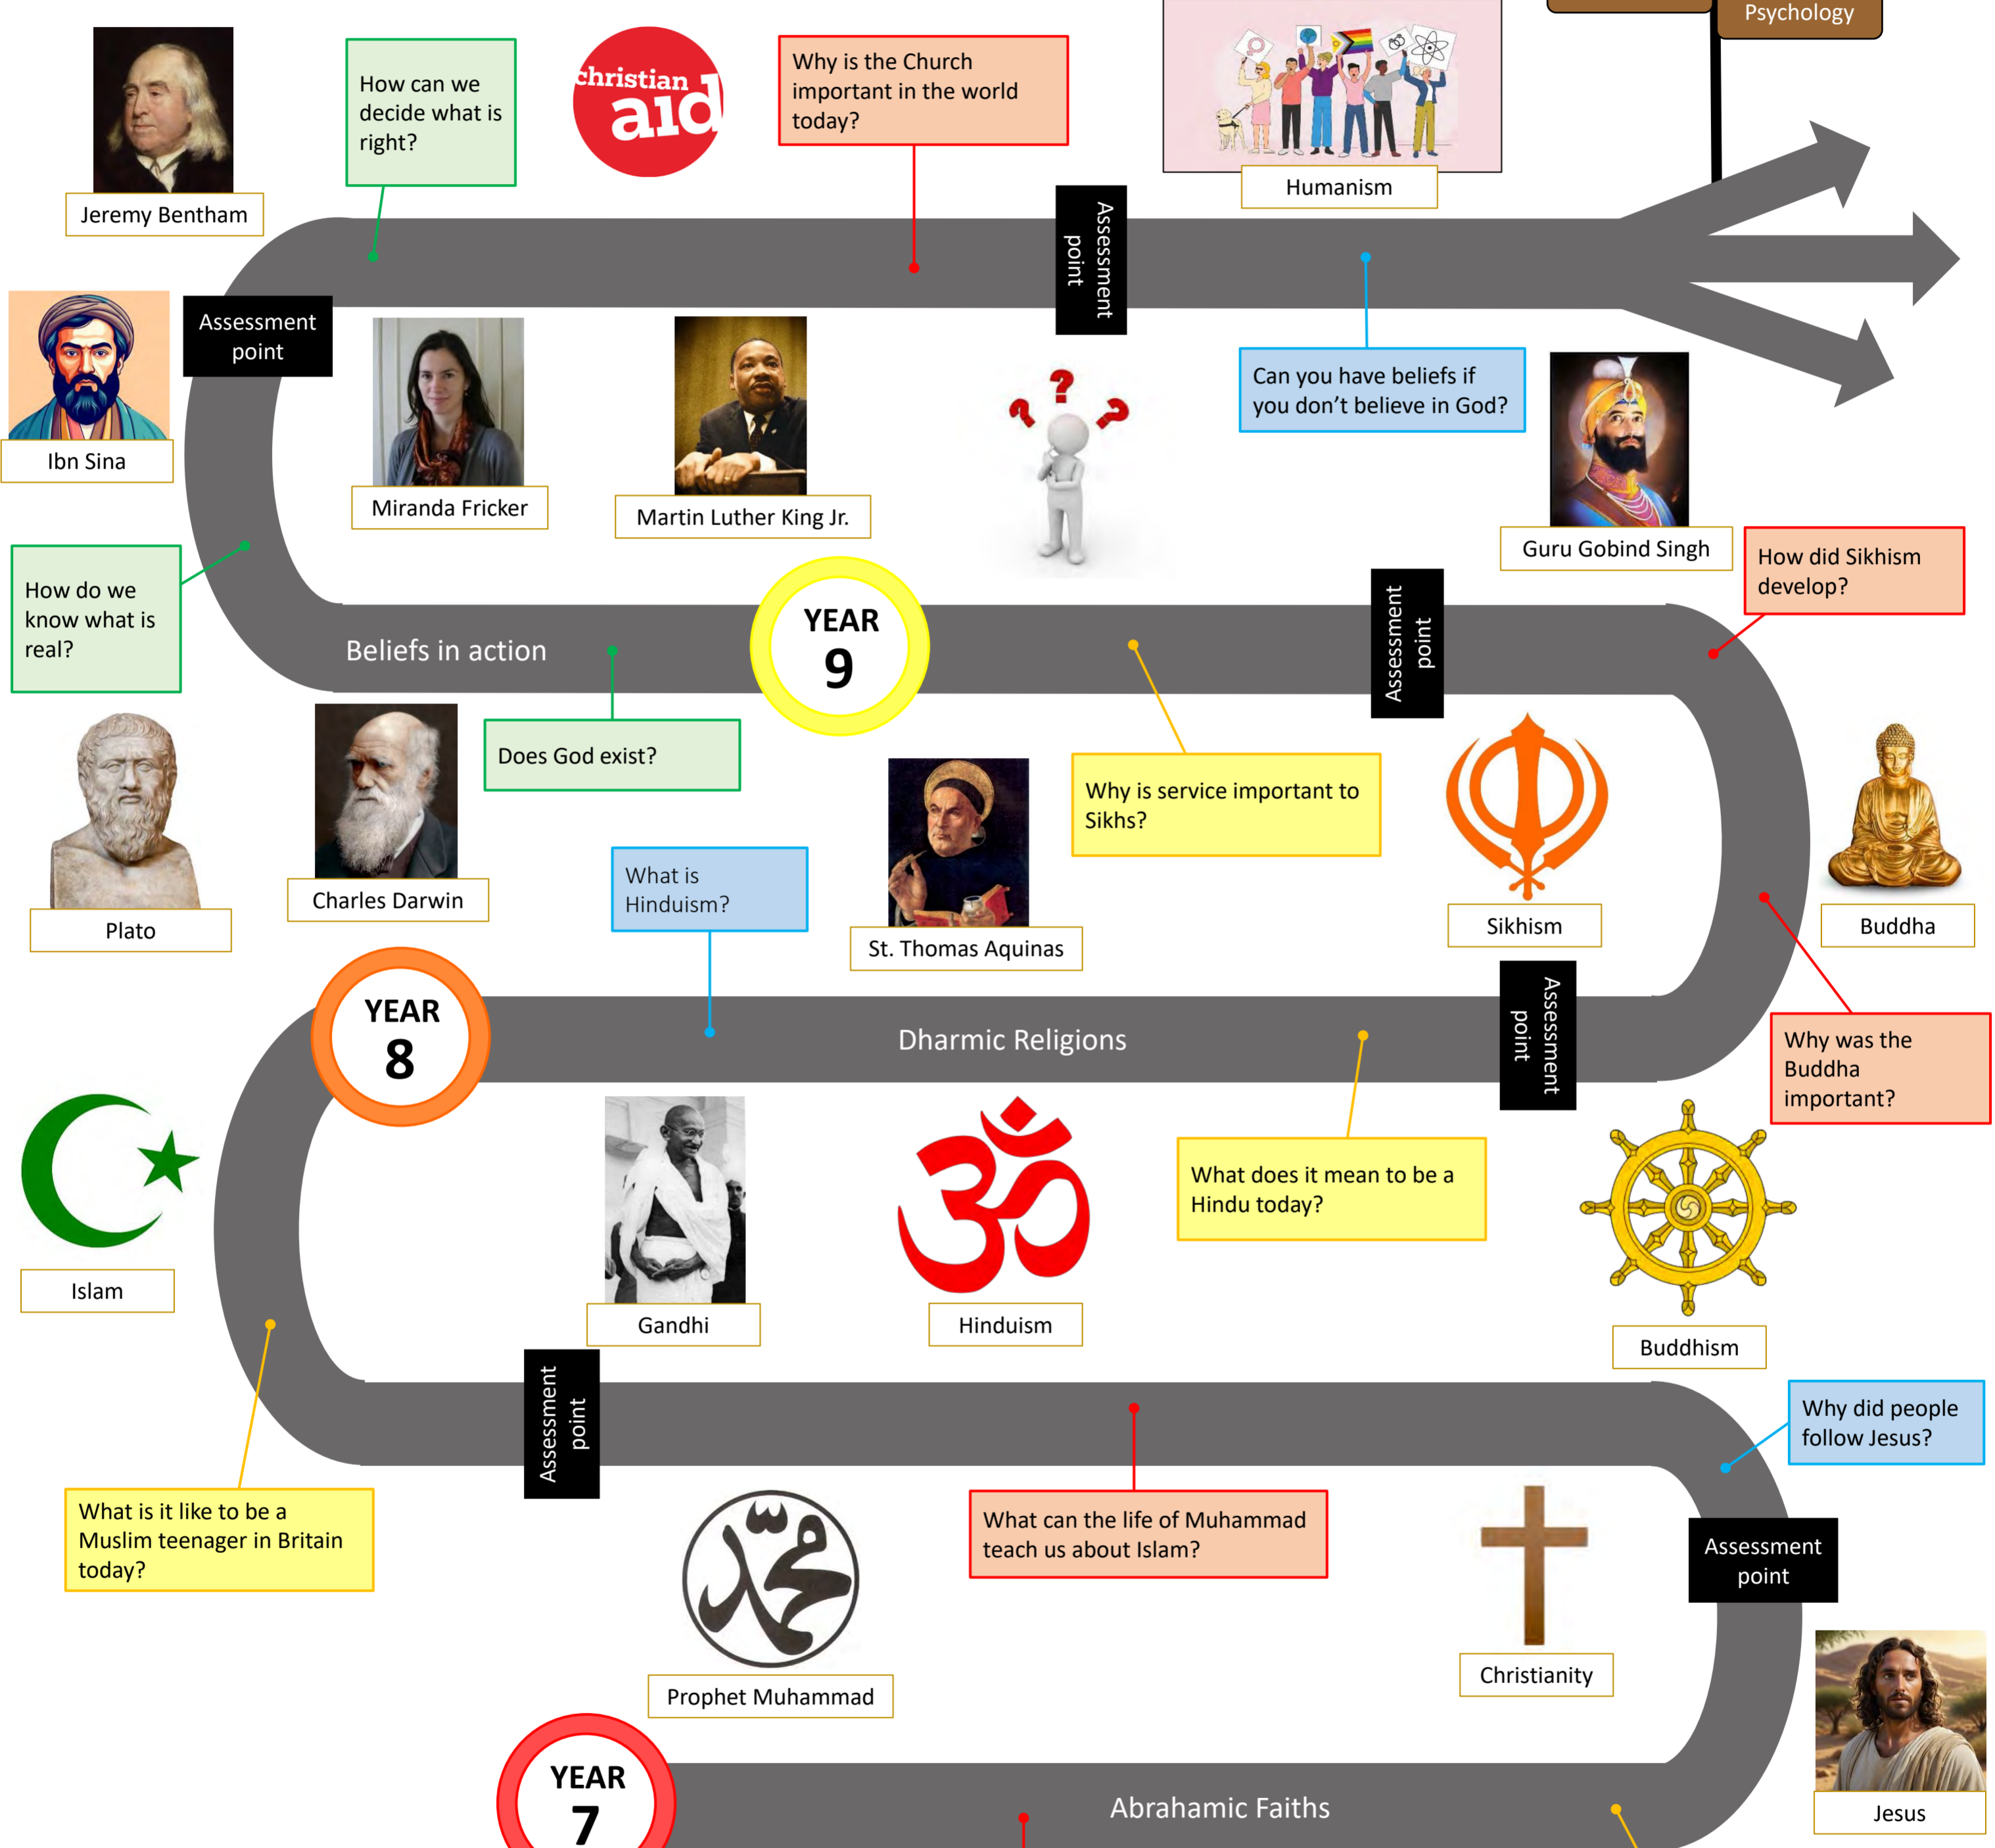 Psychology
Jeremy Bentham
How can we
decide what is
right?
christian
aid
Why is the Church
important in the world
today?
Humanism
Assessment
point
Assessment
point
Ibn Sina
Miranda Fricker
Martin Luther King Jr.
?
?
?
Can you have beliefs if
you don't believe in God?
Guru Gobind Singh
How did Sikhism
develop?
How do we
know what is
real?
Beliefs in action
YEAR
9
Assessment
point
Does God exist?
Why is service important to
Sikhs?
Plato
Charles Darwin
What is
Hinduism?
St. Thomas Aquinas
Sikhism
Buddha
YEAR
8
Dharmic Religions
Assessment
point
Why was the
Buddha
important?
What does it mean to be a
Hindu today?
ॐ
Islam
Gandhi
Hinduism
Buddhism
Assessment
point
Why did people
follow Jesus?
What is it like to be a
Muslim teenager in Britain
today?
محمد
What can the life of Muhammad
teach us about Islam?
Assessment
point
Prophet Muhammad
Christianity
YEAR
7
Abrahamic Faiths
Jesus